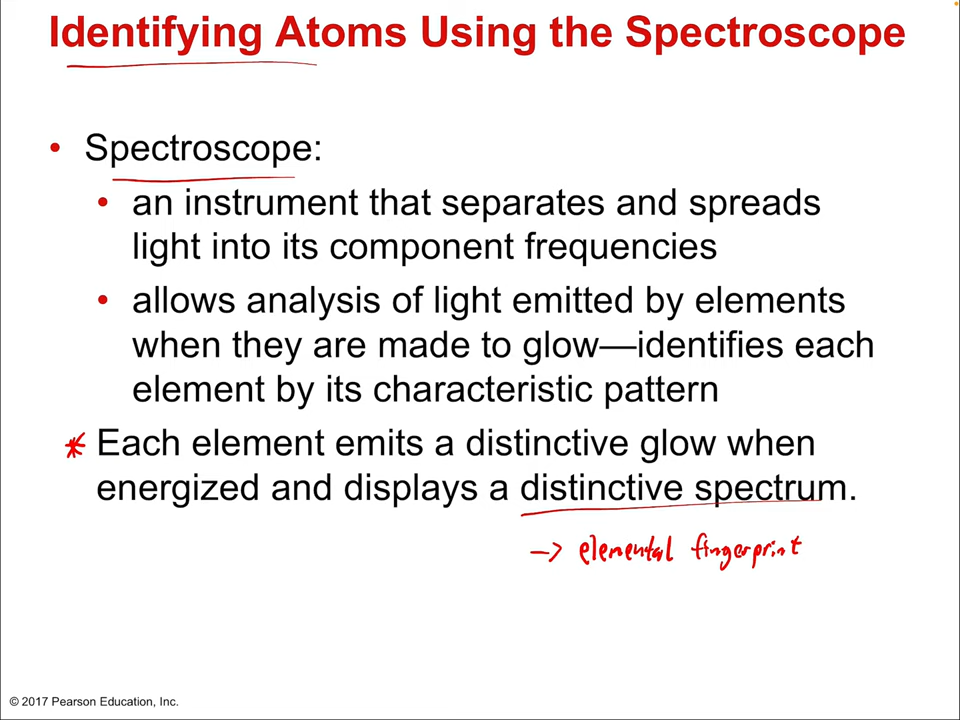 Identifying Atoms Using the Spectroscope
• Spectroscope:
• an instrument that separates and spreads
light into its component frequencies
• allows analysis of light emitted by elements
when they are made to glow—identifies each
element by its characteristic pattern
* Each element emits a distinctive glow when
energized and displays a distinctive spectrum.
→ elemental fingerprint
© 2017 Pearson Education, Inc.